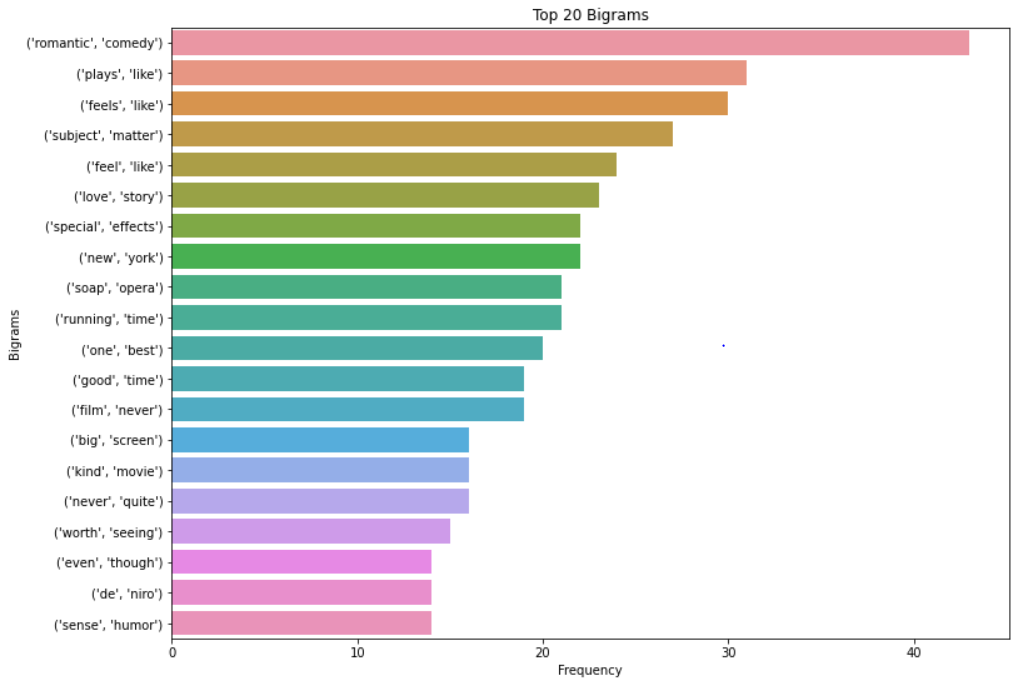 Top 20 Bigrams
('romantic', 'comedy')
('plays', 'like')
('feels', 'like')
('subject', 'matter')
('feel', 'like')
('love', 'story')
('special', 'effects')
('new', 'york')
('soap', 'opera')
('running', 'time')
('one', 'best')
('good', 'time')
('film', 'never')
('big', 'screen')
('kind', 'movie')
('never', 'quite')
('worth', 'seeing')
('even', 'though')
('de', 'niro')
('sense', 'humor')
Bigrams
0 10 20 30 40
Frequency